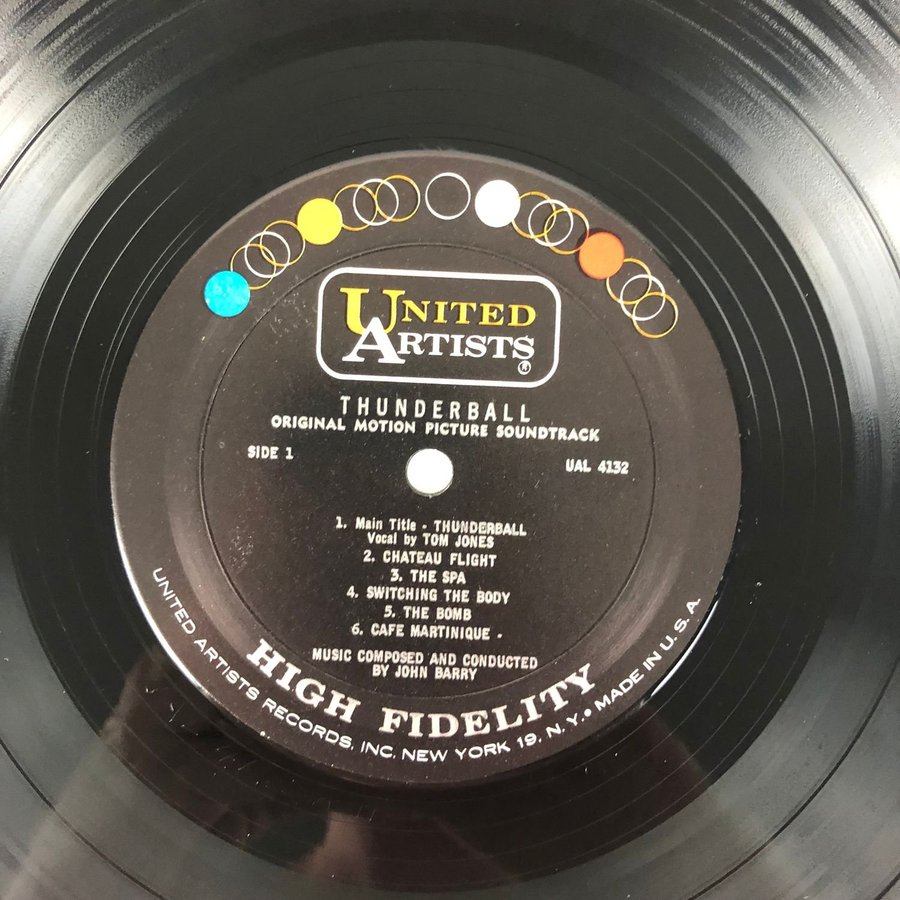 UNITED
ARTISTS
®
THUNDERBALL
ORIGINAL MOTION PICTURE SOUNDTRACK
SIDE 1
UAL 4132
1. Main Title - THUNDERBALL
Vocal by TOM JONES
2. CHATEAU FLIGHT
3. THE SPA
4. SWITCHING THE BODY
5. THE BOMB
6. CAFE MARTINIQUE -
MUSIC COMPOSED AND CONDUCTED
BY JOHN BARRY
HIGH FIDELITY
UNITED ARTISTS RECORDS, INC. NEW YORK 19, N.Y. • MADE IN U.S.A.